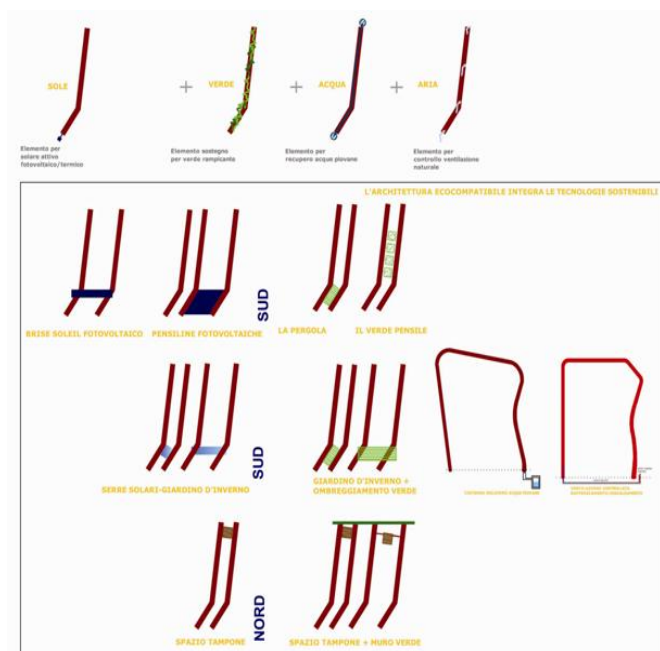 SOLE
VERDE
ACQUA
ARIA
Elemento per
solare attivo
fotovoltaico/termico
Elemento sostegno
per verde rampicante
Elemento per
recupero acque piovane
Elemento per
controllo ventilazione
naturale
L'ARCHITETTURA ECOCOMPATIBILE INTEGRA LE TECNOLOGIE SOSTENIBILI
BRISE SOLEIL FOTOVOLTAICO
PENSILINE FOTOVOLTAICHE
SUD
LA PERGOLA
IL VERDE PENSILE
SERRE SOLARI-GIARDINO D'INVERNO
SUD
GIARDINO D'INVERNO +
OMBREGGIAMENTO VERDE
SPAZIO TAMPONE
NORD
SPAZIO TAMPONE + MURO VERDE